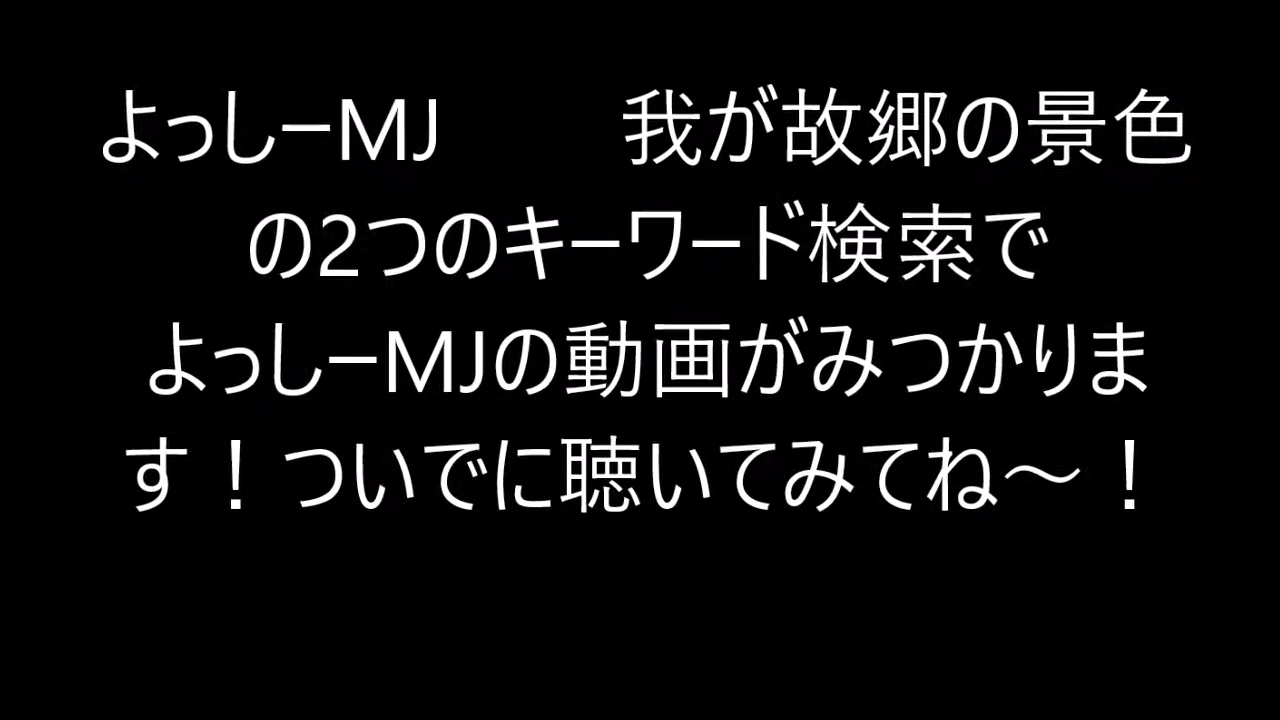 よっしーMJ　　我が故郷の景色
の2つのキーワード検索で
よっしーMJの動画がみつかりま
す！ついでに聴いてみてね～！